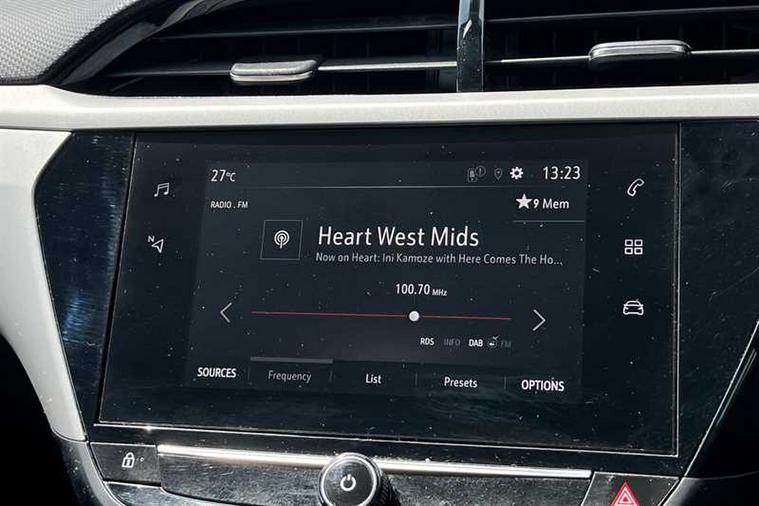 27°C 13:23
RADIO . FM ★9 Mem
Heart West Mids
Now on Heart: Ini Kamoze with Here Comes The Ho...
100.70 MHz
RDS INFO DAB FM
SOURCES Frequency List Presets OPTIONS
N